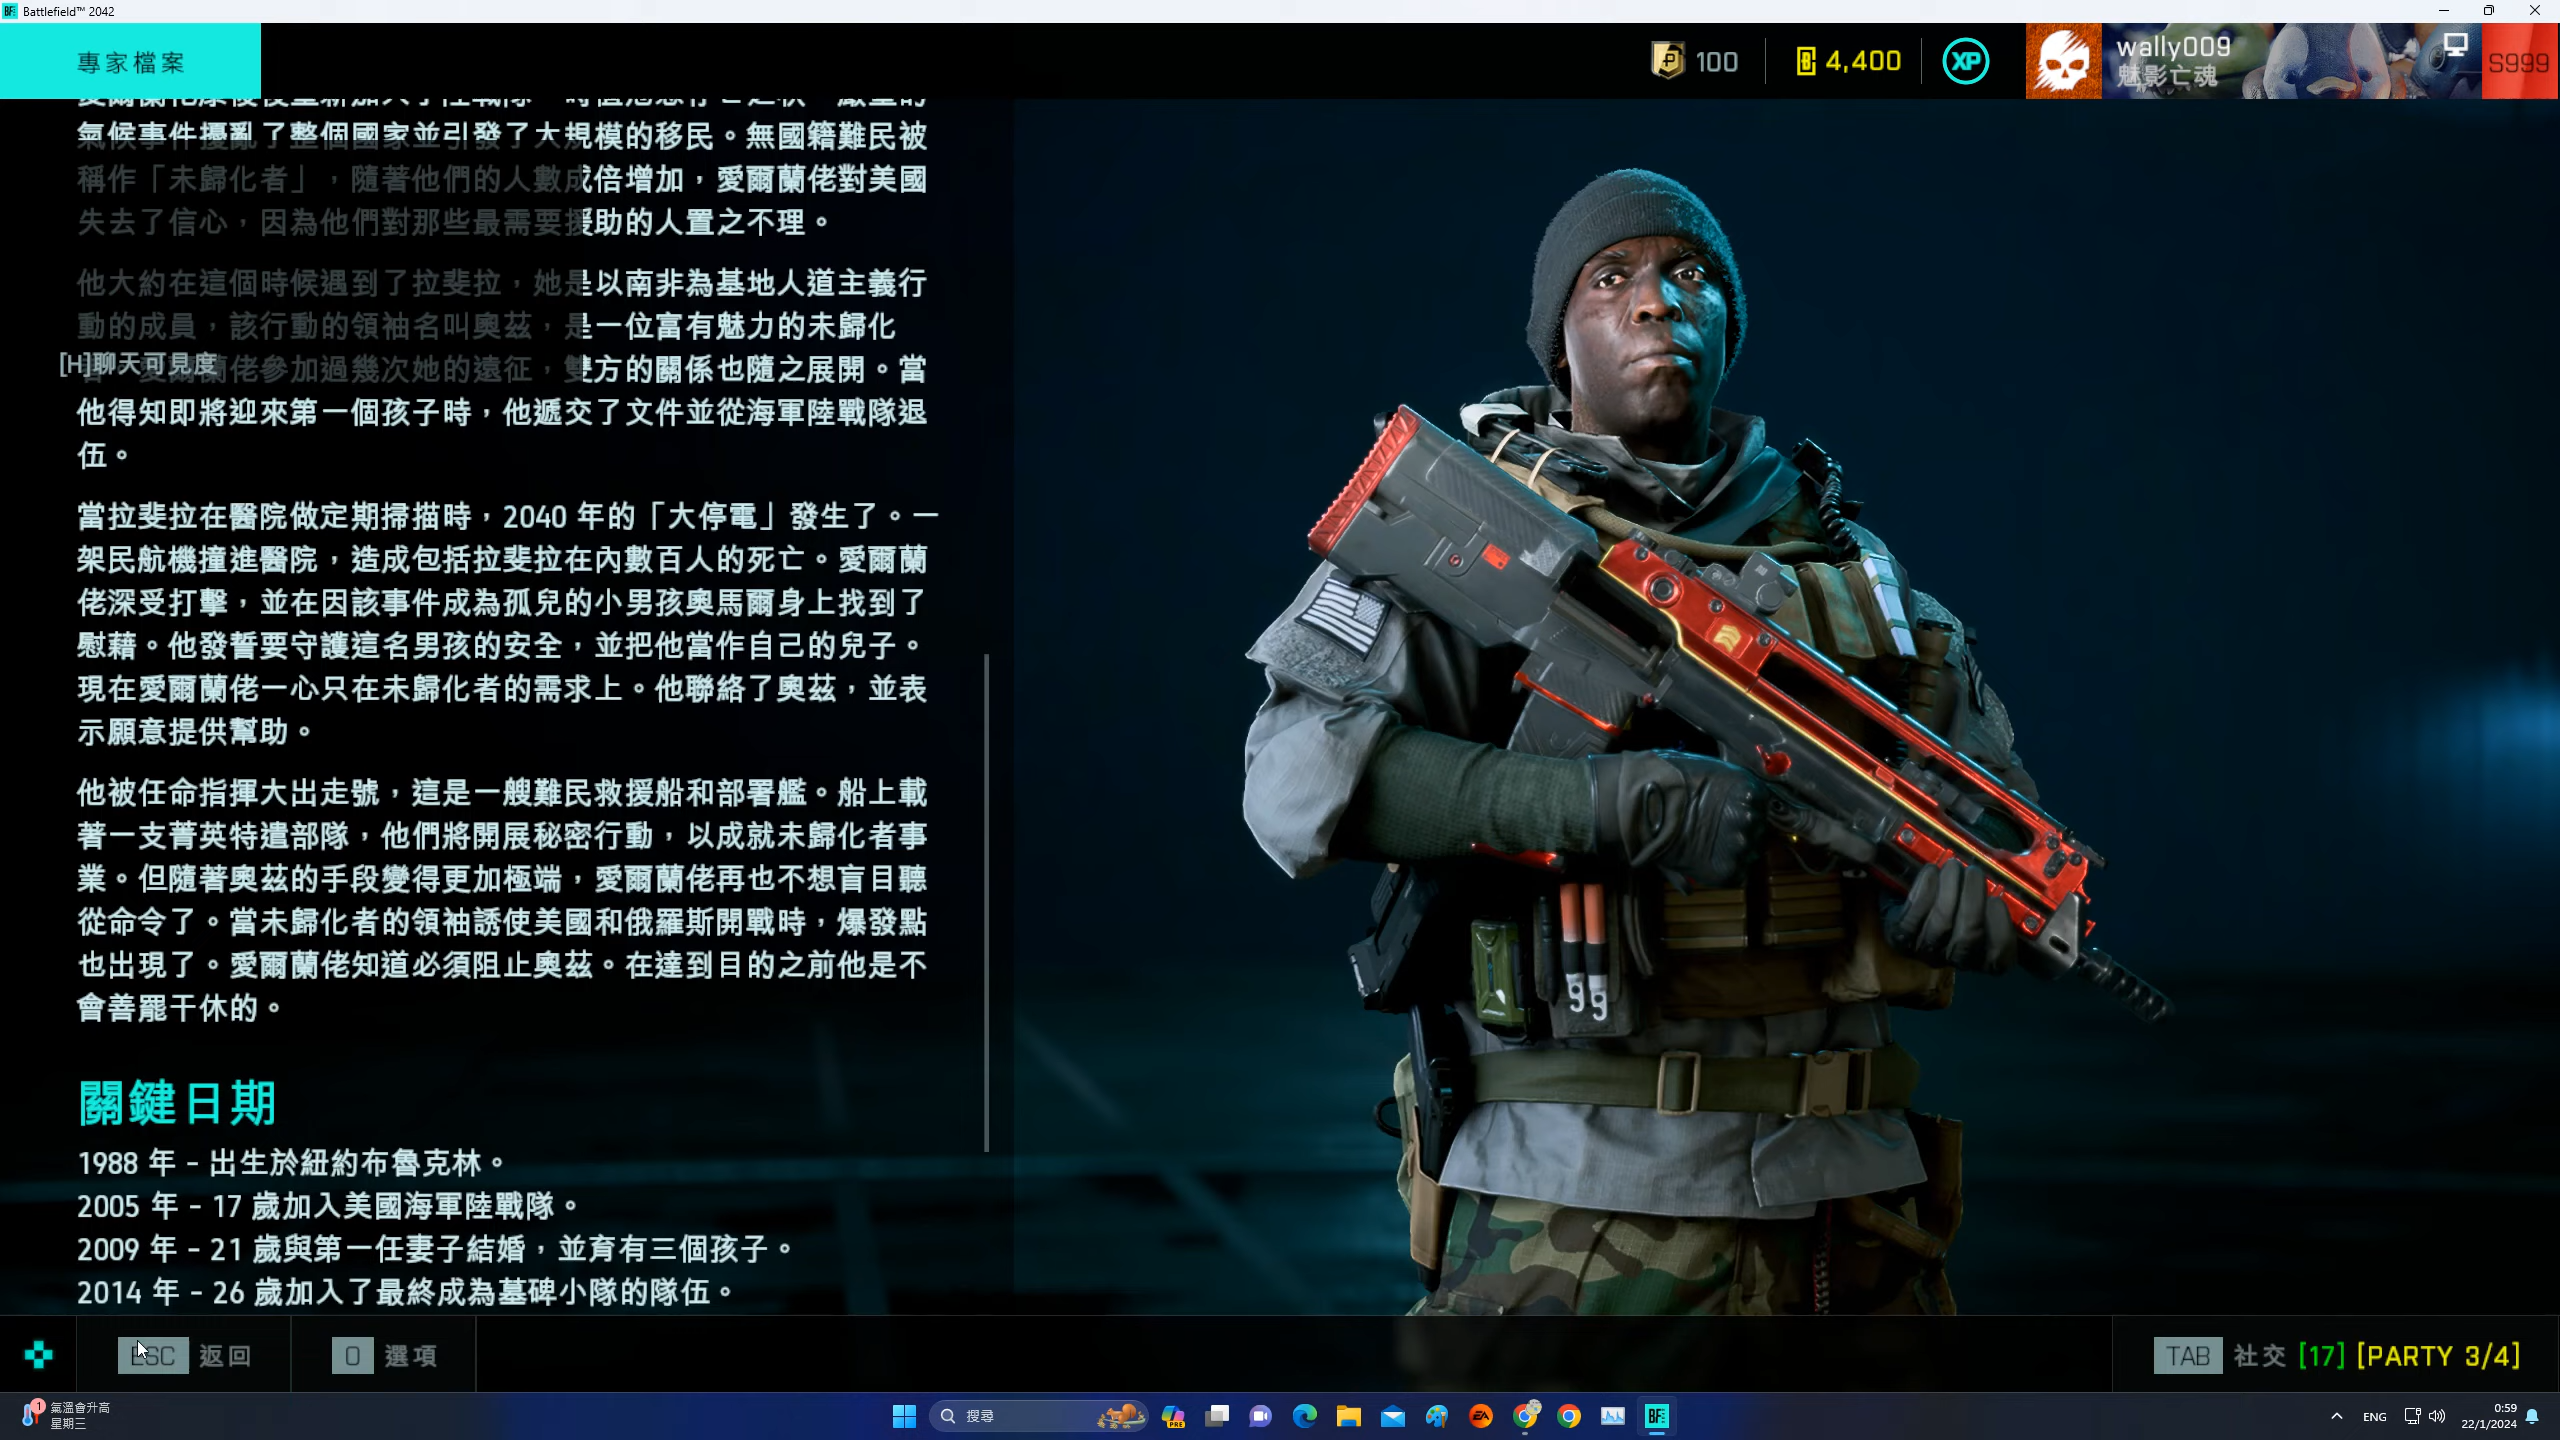 Battlefield™ 2042
專家檔案
100
4,400
XP
wally009
魅影亡魂
S999
氣候事件擾亂了整個國家並引發了大規模的移民。無國籍難民被
稱作「未歸化者」，隨著他們的人數成倍增加，愛爾蘭佬對美國
失去了信心，因為他們對那些最需要援助的人置之不理。
他大約在這個時候遇到了拉斐拉，她是以南非為基地人道主義行
動的成員，該行動的領袖名叫奧茲，是一位富有魅力的未歸化
[H]聊天可見度
愛爾蘭佬參加過幾次她的遠征，雙方的關係也隨之展開。當
他得知即將迎來第一個孩子時，他遞交了文件並從海軍陸戰隊退
伍。
當拉斐拉在醫院做定期掃描時，2040 年的「大停電」發生了。一
架民航機撞進醫院，造成包括拉斐拉在內數百人的死亡。愛爾蘭
佬深受打擊，並在因該事件成為孤兒的小男孩奧馬爾身上找到了
慰藉。他發誓要守護這名男孩的安全，並把他當作自己的兒子。
現在愛爾蘭佬一心只在未歸化者的需求上。他聯絡了奧茲，並表
示願意提供幫助。
他被任命指揮大出走號，這是一艘難民救援船和部署艦。船上載
著一支菁英特遣部隊，他們將開展秘密行動，以成就未歸化者事
業。但隨著奧茲的手段變得更加極端，愛爾蘭佬再也不想盲目聽
從命令了。當未歸化者的領袖誘使美國和俄羅斯開戰時，爆發點
也出現了。愛爾蘭佬知道必須阻止奧茲。在達到目的之前他是不
會善罷干休的。
關鍵日期
1988 年 - 出生於紐約布魯克林。
2005 年 - 17 歲加入美國海軍陸戰隊。
2009 年 - 21 歲與第一任妻子結婚，並育有三個孩子。
2014 年 - 26 歲加入了最終成為墓碑小隊的隊伍。
99
ESC 返回
O 選項
TAB 社交 [17] [PARTY 3/4]
1
氣溫會升高
星期三
搜尋
PRE
EA
BF
ENG
0:59
22/1/2024